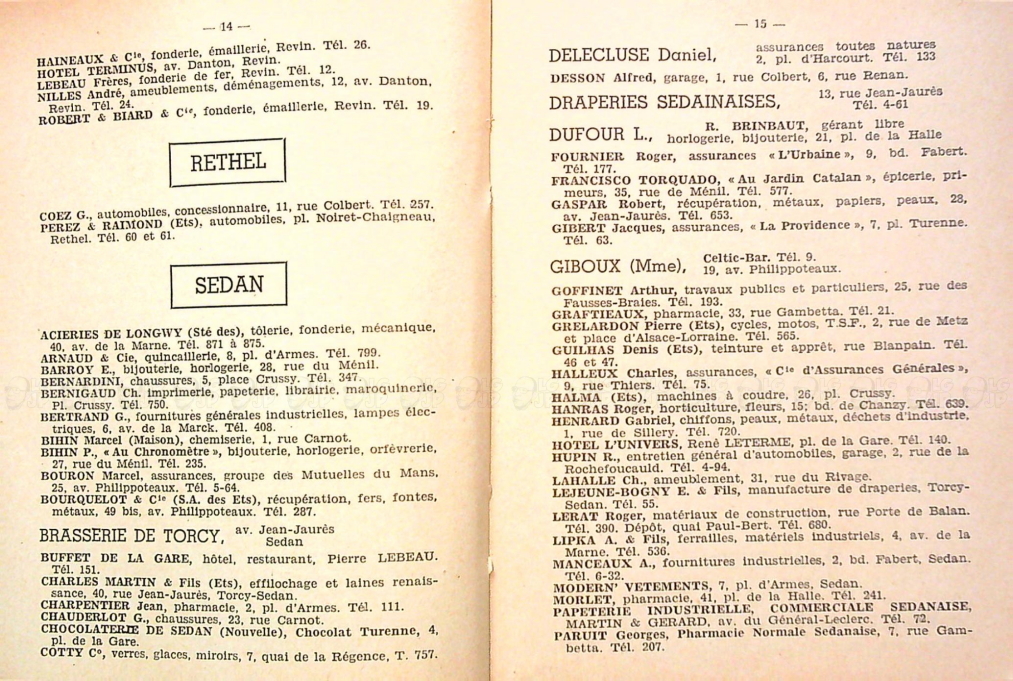 — 14 —
HAINEAUX & Cie, fonderie, émaillerie, Revin. Tél. 26.
HOTEL TERMINUS, av. Danton, Revin.
LEBEAU Frères, fonderie de fer, Revin. Tél. 12.
NILLES André, ameublements, déménagements, 12, av. Danton,
Revin. Tél. 24.
ROBERT & BIARD & Cie, fonderie, émaillerie, Revin. Tél. 19.
RETHEL
COEZ G., automobiles, concessionnaire, 11, rue Colbert. Tél. 257.
PEREZ & RAIMOND (Ets), automobiles, pl. Noiret-Chaigneau,
Rethel. Tél. 60 et 61.
SEDAN
ACIERIES DE LONGWY (Sté des), tôlerie, fonderie, mécanique,
40, av. de la Marne. Tél. 871 à 875.
ARNAUD & Cie, quincaillerie, 8, pl. d'Armes. Tél. 799.
BARROY E., bijouterie, horlogerie, 28, rue du Ménil.
BERNARDINI, chaussures, 5, place Crussy. Tél. 347.
BERNIGAUD Ch. imprimerie, papeterie, librairie, maroquinerie,
Pl. Crussy. Tél. 750.
BERTRAND G., fournitures générales industrielles, lampes élec-
triques, 6, av. de la Marck. Tél. 408.
BIHIN Marcel (Maison), chemiserie, 1, rue Carnot.
BIHIN P., « Au Chronomètre », bijouterie, horlogerie, orfèvrerie,
27, rue du Ménil. Tél. 235.
BOURON Marcel, assurances, groupe des Mutuelles du Mans,
25, av. Philippoteaux. Tél. 5-64.
BOURQUELOT & Cie (S.A. des Ets), récupération, fers, fontes,
métaux, 49 bis, av. Philippoteaux. Tél. 287.
BRASSERIE DE TORCY, av. Jean-Jaurès
Sedan
BUFFET DE LA GARE, hôtel, restaurant, Pierre LEBEAU.
Tél. 151.
CHARLES MARTIN & Fils (Ets), effilochage et laines renais-
sance, 40, rue Jean-Jaurès, Torcy-Sedan.
CHARPENTIER Jean, pharmacie, 2, pl. d'Armes. Tél. 111.
CHAUDERLOT G., chaussures, 23, rue Carnot.
CHOCOLATERIE DE SEDAN (Nouvelle), Chocolat Turenne, 4,
pl. de la Gare.
COTTY C°, verres, glaces, miroirs, 7, quai de la Régence, T. 757.
— 15 —
DELECLUSE Daniel, assurances toutes natures
2, pl. d'Harcourt. Tél. 133
DESSON Alfred, garage, 1, rue Colbert, 6, rue Renan.
DRAPERIES SEDAINAISES, 13, rue Jean-Jaurès
Tél. 4-61
DUFOUR L., R. BRINBAUT, gérant libre
horlogerie, bijouterie, 21, pl. de la Halle
FOURNIER Roger, assurances « L'Urbaine », 9, bd. Fabert.
Tél. 177.
FRANCISCO TORQUADO, « Au Jardin Catalan », épicerie, pri-
meurs, 35, rue de Ménil. Tél. 577.
GASPAR Robert, récupération, métaux, papiers, peaux, 28,
av. Jean-Jaurès. Tél. 653.
GIBERT Jacques, assurances, « La Providence », 7, pl. Turenne.
Tél. 63.
GIBOUX (Mme), Celtic-Bar. Tél. 9.
19, av. Philippoteaux.
GOFFINET Arthur, travaux publics et particuliers, 25, rue des
Fausses-Braies. Tél. 193.
GRAFTIEAUX, pharmacie, 33, rue Gambetta. Tél. 21.
GRELARDON Pierre (Ets), cycles, motos, T.S.F., 2, rue de Metz
et place d'Alsace-Lorraine. Tél. 565.
GUILHAS Denis (Ets), teinture et apprêt, rue Blanpain. Tél.
46 et 47.
HALLEUX Charles, assurances, « Cie d'Assurances Générales »,
9, rue Thiers. Tél. 75.
HALMA (Ets), machines à coudre, 26, pl. Crussy.
HANRAS Roger, horticulture, fleurs, 15; bd. de Chanzy. Tél. 639.
HENRARD Gabriel, chiffons, peaux, métaux, déchets d'industrie,
1, rue de Sillery. Tél. 720.
HOTEL L'UNIVERS, René LETERME, pl. de la Gare. Tél. 140.
HUPIN R., entretien général d'automobiles, garage, 2, rue de la
Rochefoucauld. Tél. 4-94.
LAHALLE Ch., ameublement, 31, rue du Rivage.
LEJEUNE-BOGNY E. & Fils, manufacture de draperies, Torcy-
Sedan. Tél. 55.
LERAT Roger, matériaux de construction, rue Porte de Balan.
Tél. 390. Dépôt, quai Paul-Bert. Tél. 680.
LIPKA A. & Fils, ferrailles, matériels industriels, 4, av. de la
Marne. Tél. 536.
MANCEAUX A., fournitures industrielles, 2, bd. Fabert, Sedan.
Tél. 6-32.
MODERN' VETEMENTS, 7, pl. d'Armes, Sedan.
MORLET, pharmacie, 41, pl. de la Halle. Tél. 241.
PAPETERIE INDUSTRIELLE, COMMERCIALE SEDANAISE,
MARTIN & GERARD, av. du Général-Leclerc. Tél. 72.
PARUIT Georges, Pharmacie Normale Sedanaise, 7, rue Gam-
betta. Tél. 207.